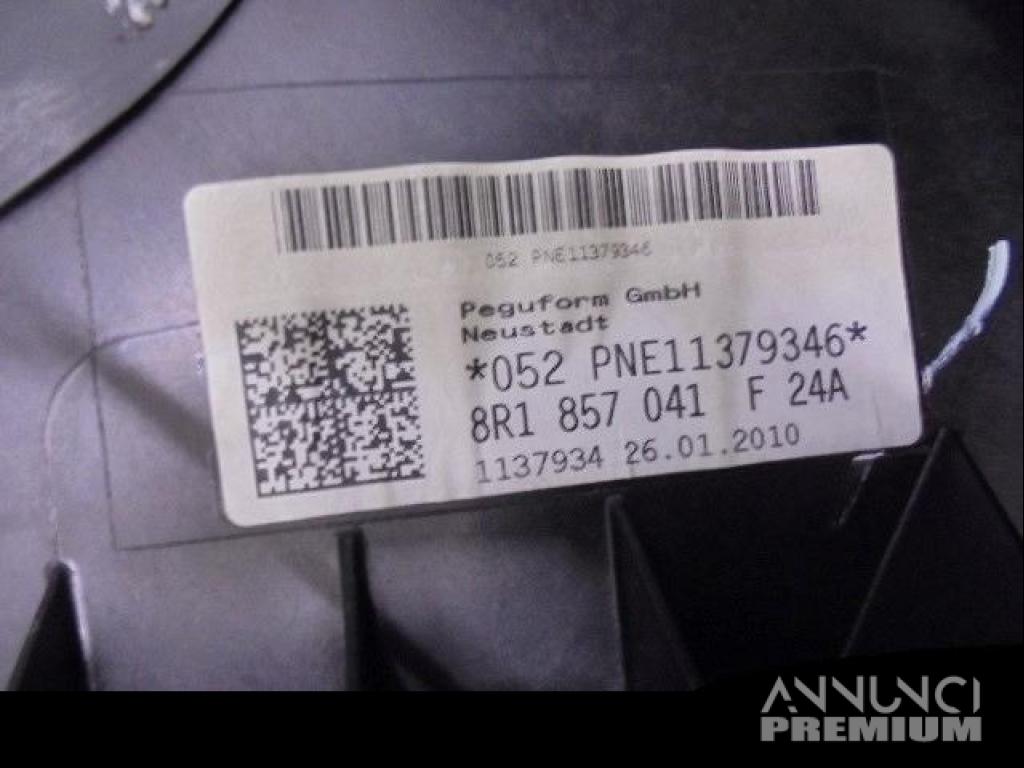 052 PNE11379346
Peguform GmbH
Neustadt
*052 PNE11379346*
8R1 857 041 F 24A
1137934 26.01.2010
ANNUNCI
PREMIUM